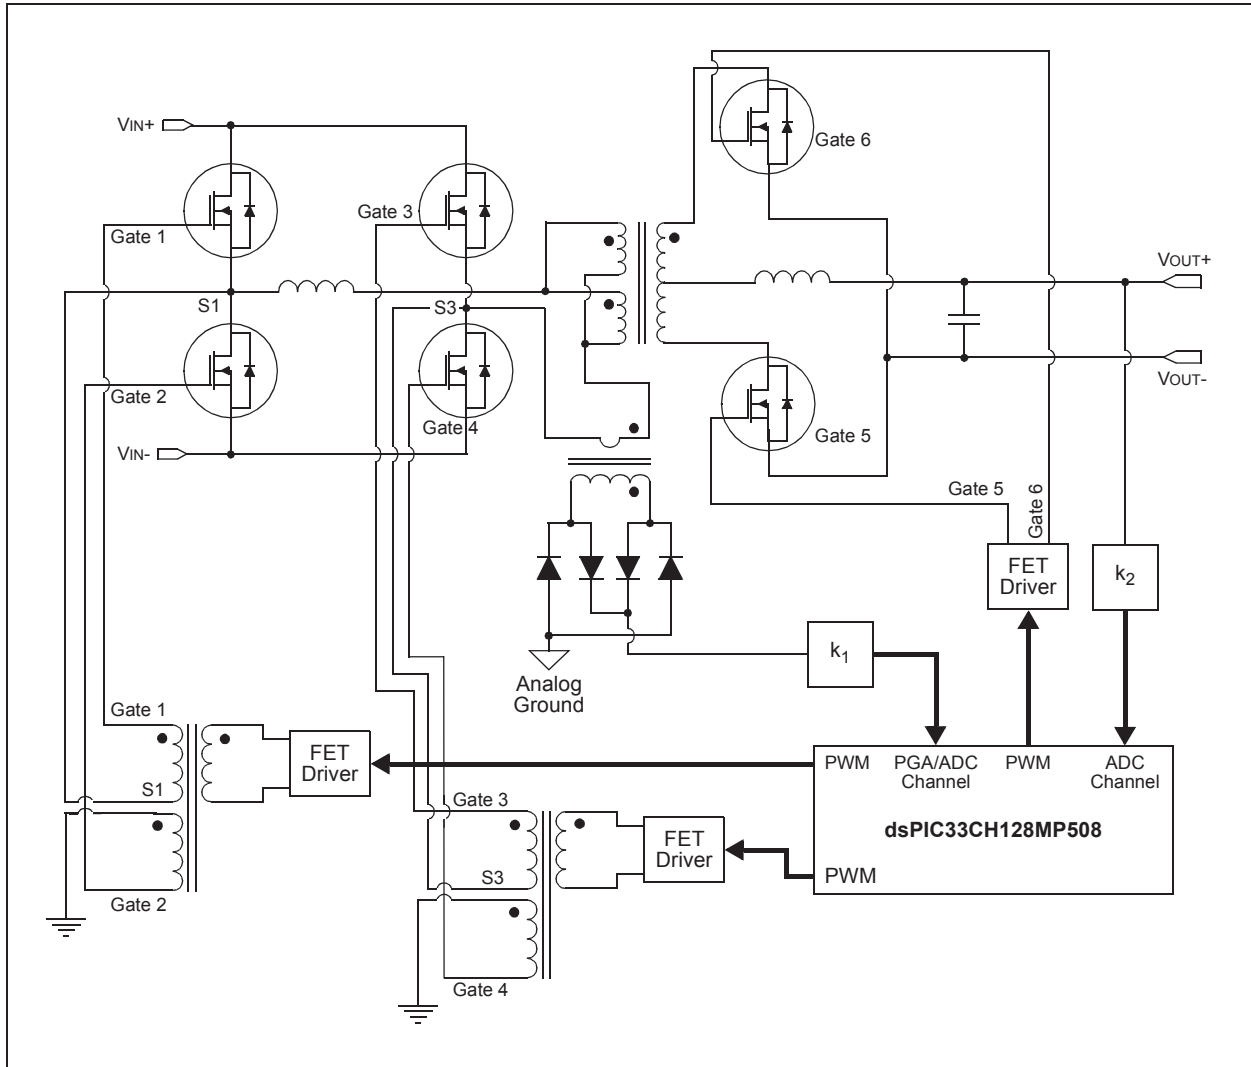 VIN+
Gate 6
Gate 3
Gate 1
VOUT+
S1
S3
Gate 2
VOUT-
Gate 4
Gate 5
VIN-
Gate 5
Gate 6
FET
Driver
k2
k1
Analog
Ground
Gate 1
FET
Driver
PWM
PGA/ADC
Channel
PWM
ADC
Channel
S1
Gate 3
dsPIC33CH128MP508
FET
Driver
PWM
S3
Gate 2
Gate 4